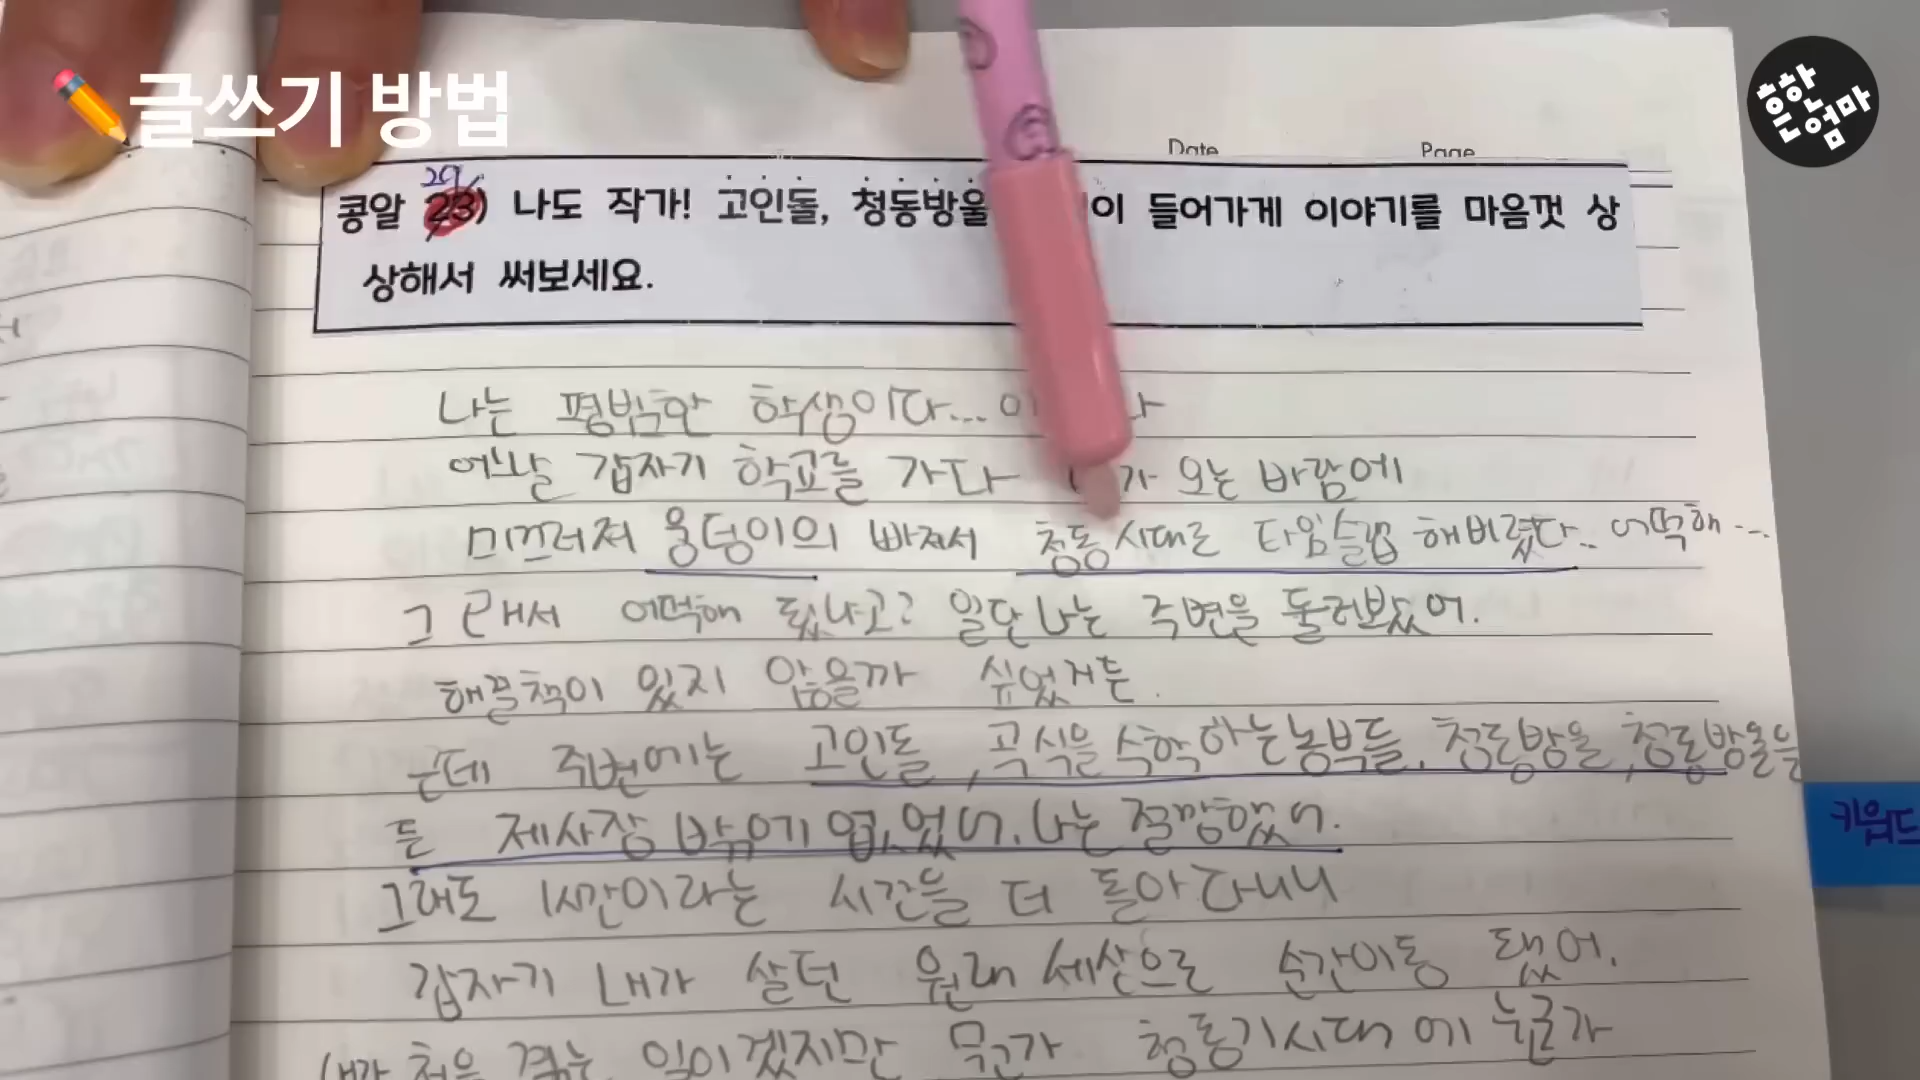 글쓰기 방법
흔한엄마
Date
Page
29
콩알 23) 나도 작가! 고인돌, 청동방울 이 들어가게 이야기를 마음껏 상
상해서 써보세요.
나는 평범한 학생이다...
어느날 갑자기 학교를 가다 가 오는 바람에
미끄러져 웅덩이의 빠져서 청동시대로 타임슬립 해버렸다.. 어떡해...
그래서 어떡해 됬냐고? 일단 나는 주변을 둘러봤어.
해결책이 있지 않을까 싶었거든.
근데 주변에는 고인돌, 곡식을 수확하는 농부들, 청동방울, 청동방울을
든 제사장 밖에 없었어. 나는 절망했어.
그래도 1시간이라는 시간을 더 돌아다니니
갑자기 내가 살던 원래 세상으로 순간이동 됐어.
(내가 처음 겪는 일이겠지만 뭔가 청동기시대에 누군가
키워드